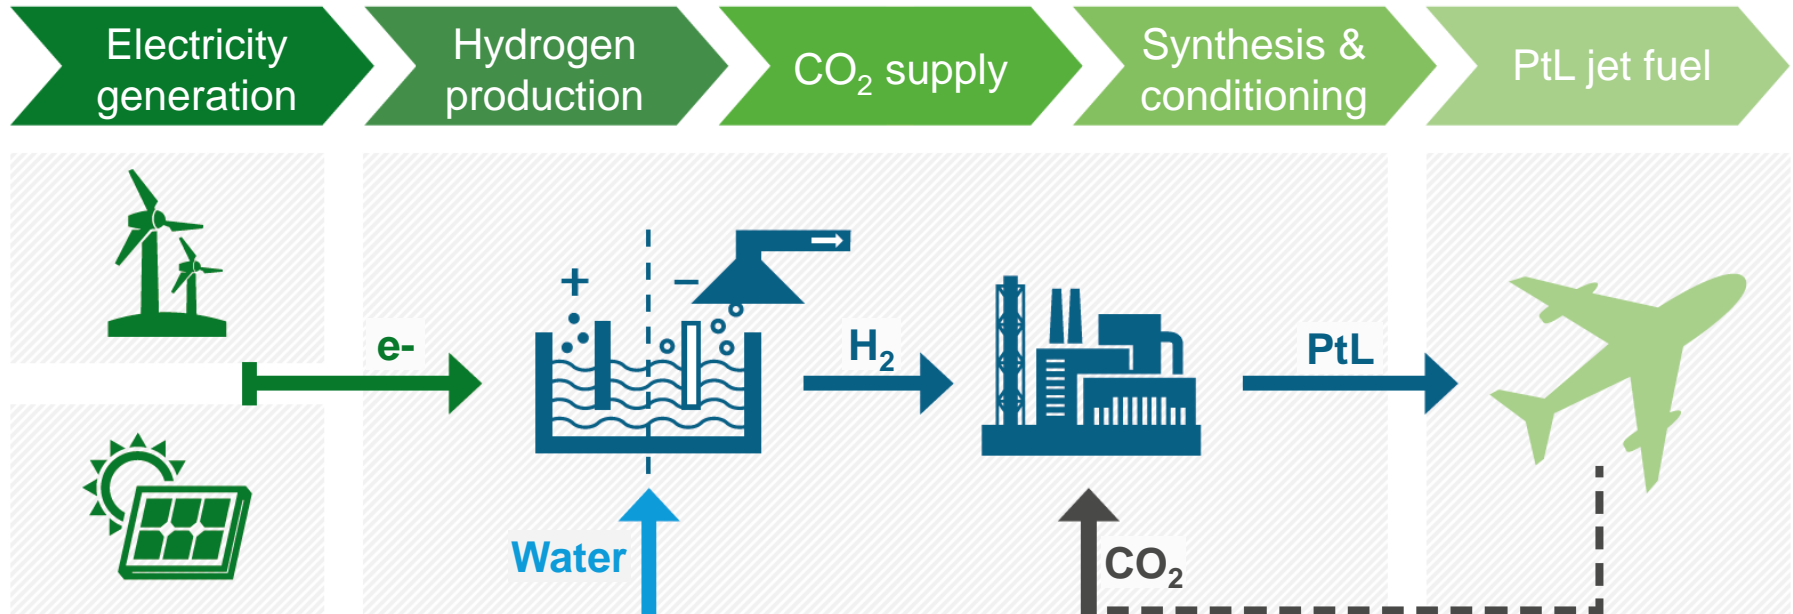 Electricity
generation
Hydrogen
production
CO₂ supply
Synthesis &
conditioning
PtL jet fuel
+
–
e-
H₂
PtL
Water
CO₂